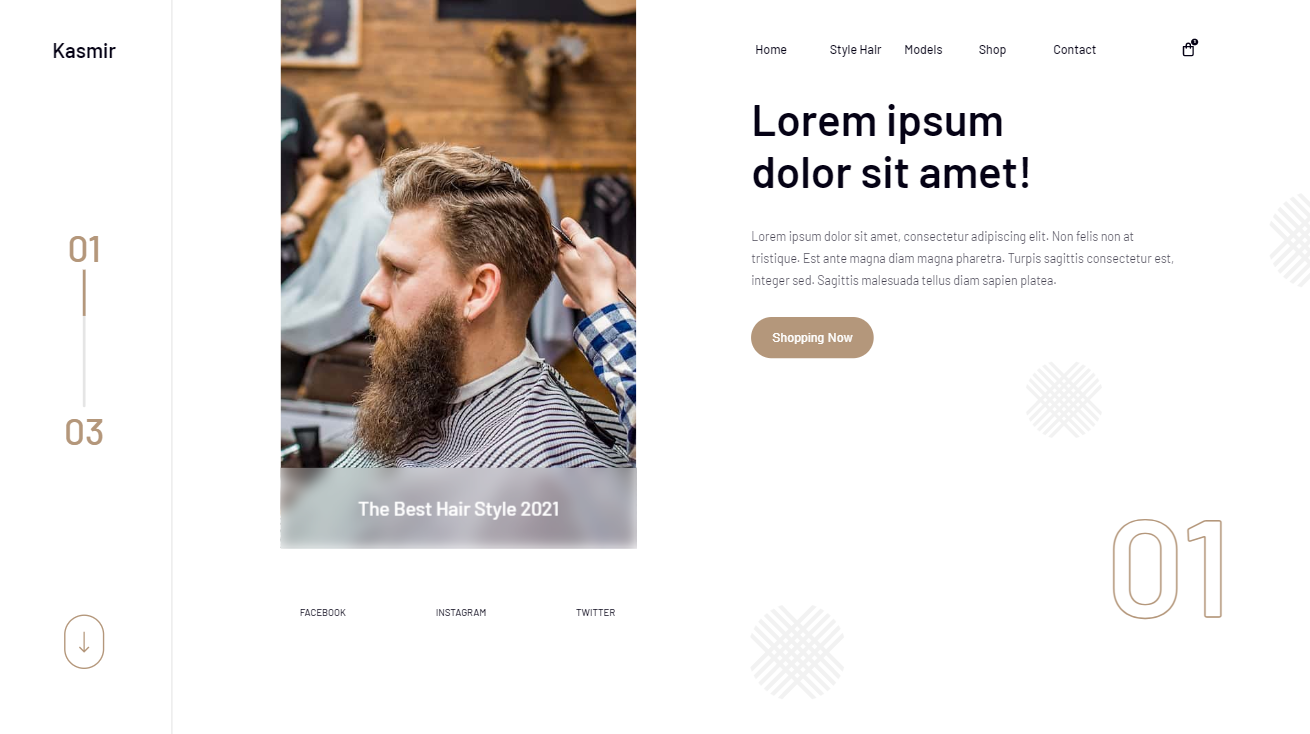 Kasmir
Home
Style Halr
Models
Shop
Contact
Lorem ipsum
dolor sit amet!
Lorem ipsum dolor sit amet, consectetur adipiscing elit. Non felis non at
tristique. Est ante magna diam magna pharetra. Turpis sagittis consectetur est,
integer sed. Sagittis malesuada tellus diam sapien platea.
Shopping Now
01
03
The Best Hair Style 2021
01
FACEBOOK
INSTAGRAM
TWITTER